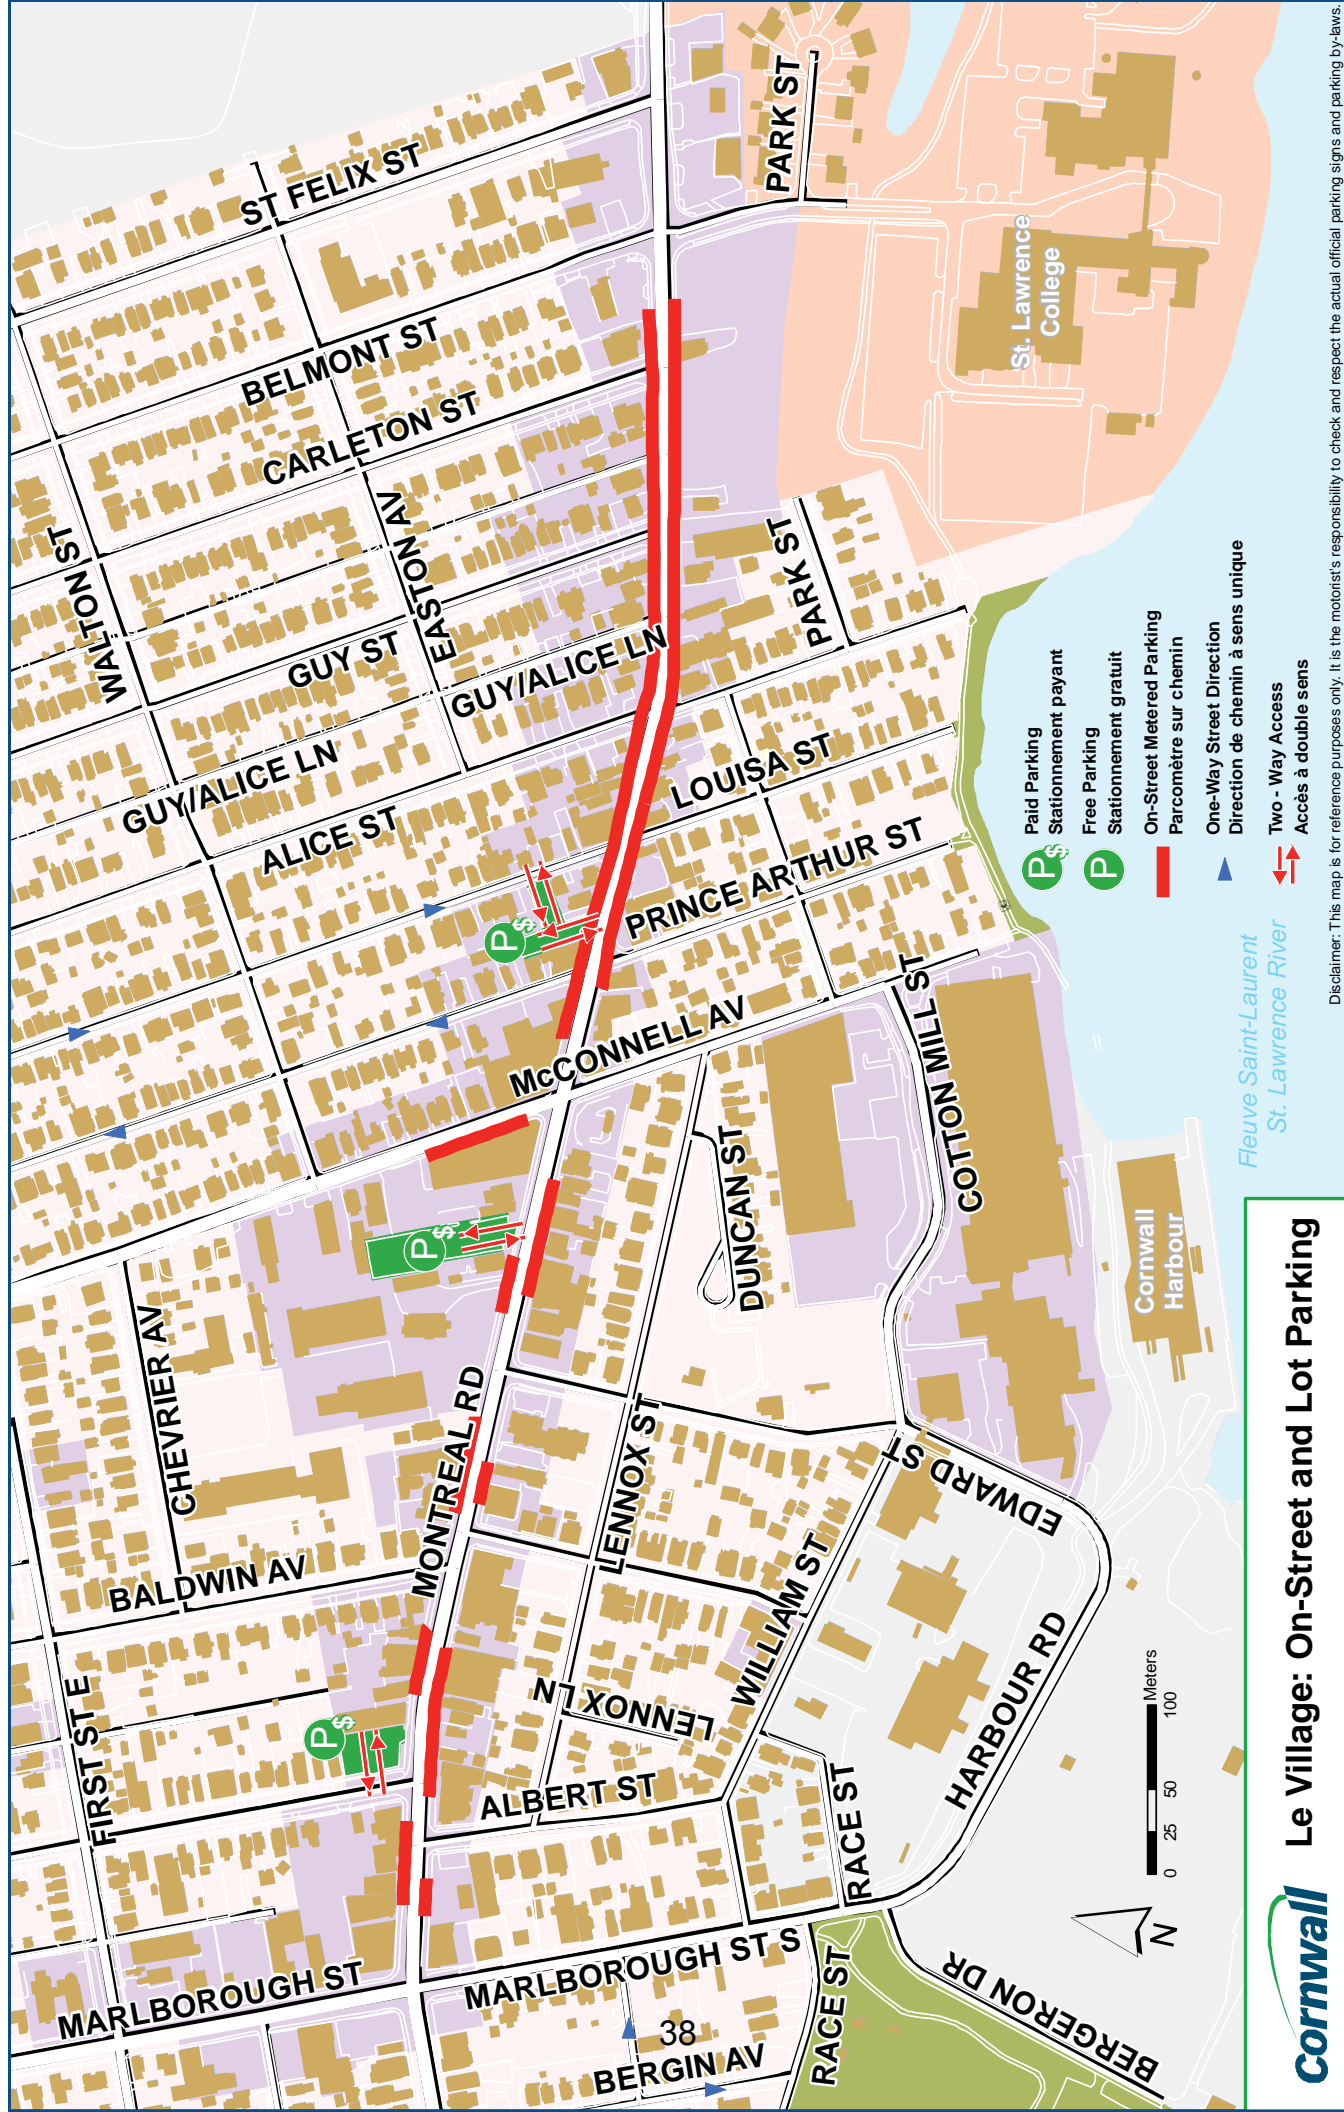 ST FELIX ST
BELMONT ST
CARLETON ST
WALTON ST
EASTON AV
GUY ST
GUY/ALICE LN
GUY/ALICE LN
ALICE ST
PARK ST
PARK ST
St. Lawrence
College
LOUISA ST
PRINCE ARTHUR ST
McCONNELL AV
COTTON MILL ST
DUNCAN ST
CHEVRIER AV
MONTREAL RD
BALDWIN AV
FIRST ST E
LENNOX ST
LENNOX LN
WILLIAM ST
EDWARD ST
ALBERT ST
RACE ST
HARBOUR RD
MARLBOROUGH ST
MARLBOROUGH ST S
RACE ST
BERGIN AV
BERGERON DR
38
Cornwall
Harbour
P$
P$
P$
Fleuve Saint-Laurent
St. Lawrence River
P$
Paid Parking
Stationnement payant
P
Free Parking
Stationnement gratuit
On-Street Metered Parking
Parcomètre sur chemin
One-Way Street Direction
Direction de chemin à sens unique
Two - Way Access
Accès à double sens
Disclaimer: This map is for reference purposes only. It is the motorist's responsibility to check and respect the actual official parking signs and parking by-laws.
N
0 25 50 100
Meters
Cornwall
Le Village: On-Street and Lot Parking